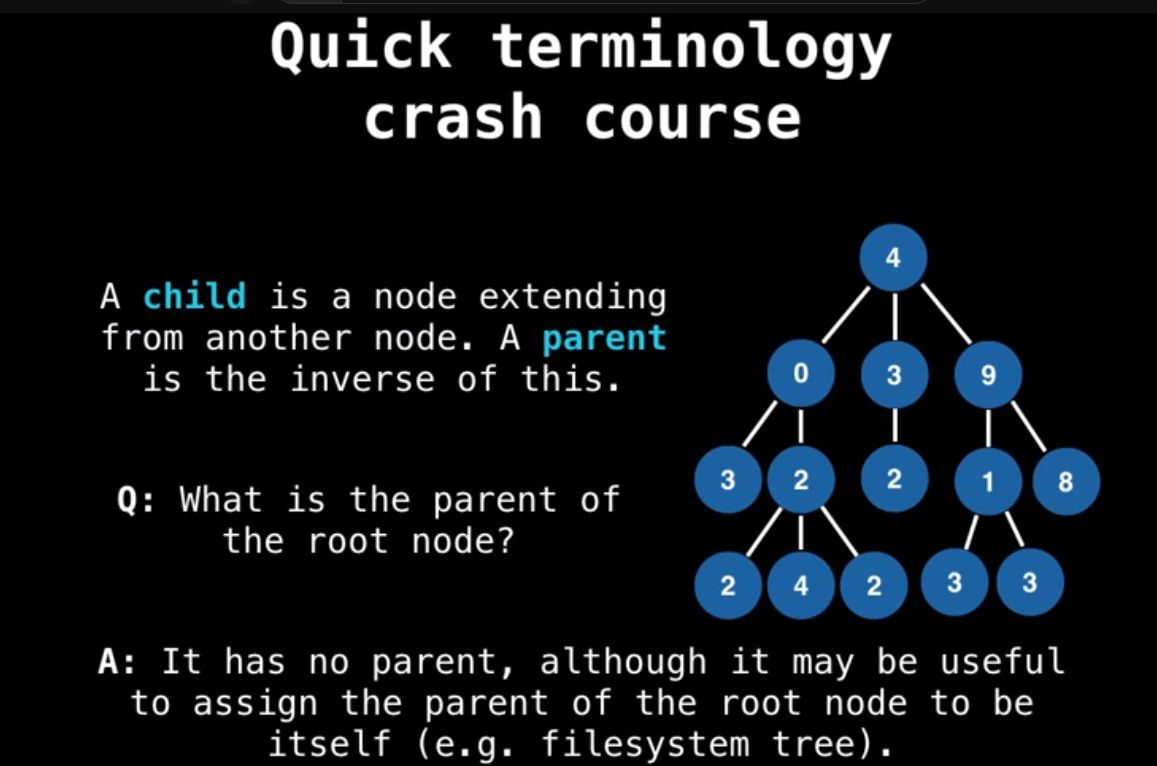 Quick terminology
crash course
A child is a node extending
from another node. A parent
is the inverse of this.
Q: What is the parent of
the root node?
4
0 3 9
3 2 2 1 8
2 4 2 3 3
A: It has no parent, although it may be useful
to assign the parent of the root node to be
itself (e.g. filesystem tree).